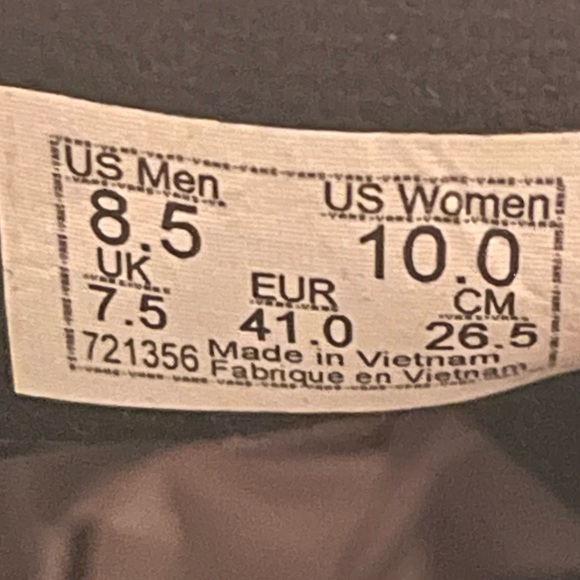 US Men
US Women
8.5
10.0
UK
EUR
CM
7.5
41.0
26.5
721356
Made in Vietnam
Fabrique en Vietnam